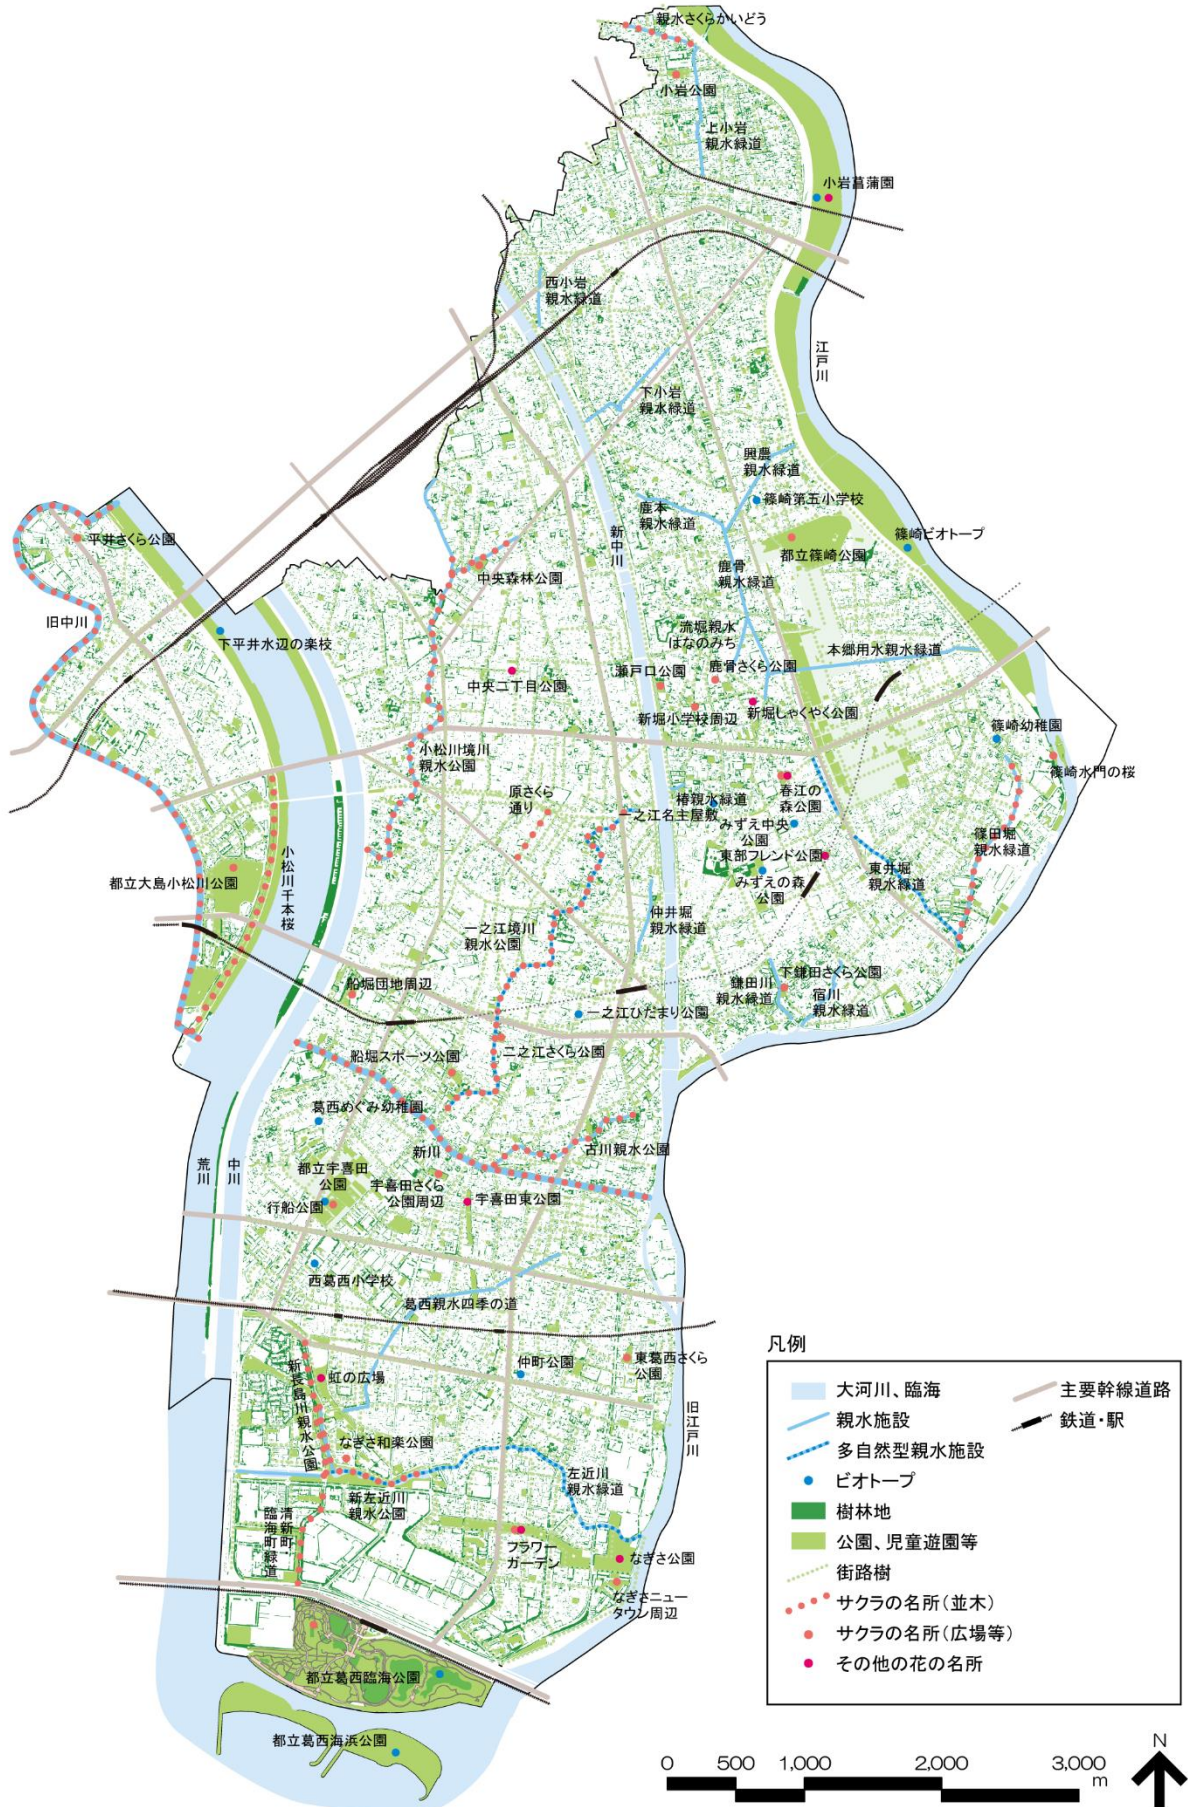 親水さくらかいどう
小岩公園
上小岩
親水緑道
小岩菖蒲園
西小岩
親水緑道
江戸川
下小岩
親水緑道
興農
親水緑道
篠崎第五小学校
鹿本
親水緑道
新中川
平井さくら公園
都立篠崎公園
篠崎ビオトープ
中央森林公園
鹿骨
親水緑道
旧中川
下平井水辺の楽校
流堀親水
はなのみち
本郷用水親水緑道
瀬戸口公園
鹿骨さくら公園
中央二丁目公園
新堀小学校周辺
新堀しゃくやく公園
篠崎幼稚園
小松川境川
親水公園
篠崎水門の桜
原さくら
通り
椿親水緑道
春江の
森公園
一之江名主屋敷
みずえ中央
公園
篠田堀
親水緑道
小松川千本桜
東部フレンド公園
都立大島小松川公園
みずえの森
公園
東井堀
親水緑道
一之江境川
親水公園
仲井堀
親水緑道
船堀団地周辺
鎌田川
親水緑道
下鎌田さくら公園
宿川
親水緑道
一之江ひだまり公園
船堀スポーツ公園
二之江さくら公園
葛西めぐみ幼稚園
新川
古川親水公園
荒川
中川
都立宇喜田
公園
宇喜田さくら
公園周辺
行船公園
宇喜田東公園
西葛西小学校
葛西親水四季の道
新長島川親水公園
虹の広場
仲町公園
東葛西さくら
公園
旧江戸川
なぎさ和楽公園
新左近川
親水公園
左近川
親水緑道
清新町・
臨海町緑道
フラワー
ガーデン
なぎさ公園
なぎさニュー
タウン周辺
都立葛西臨海公園
都立葛西海浜公園
凡例
大河川、臨海
主要幹線道路
親水施設
鉄道・駅
多自然型親水施設
ビオトープ
樹林地
公園、児童遊園等
街路樹
サクラの名所(並木)
サクラの名所(広場等)
その他の花の名所
0 500 1,000 2,000 3,000
m
N